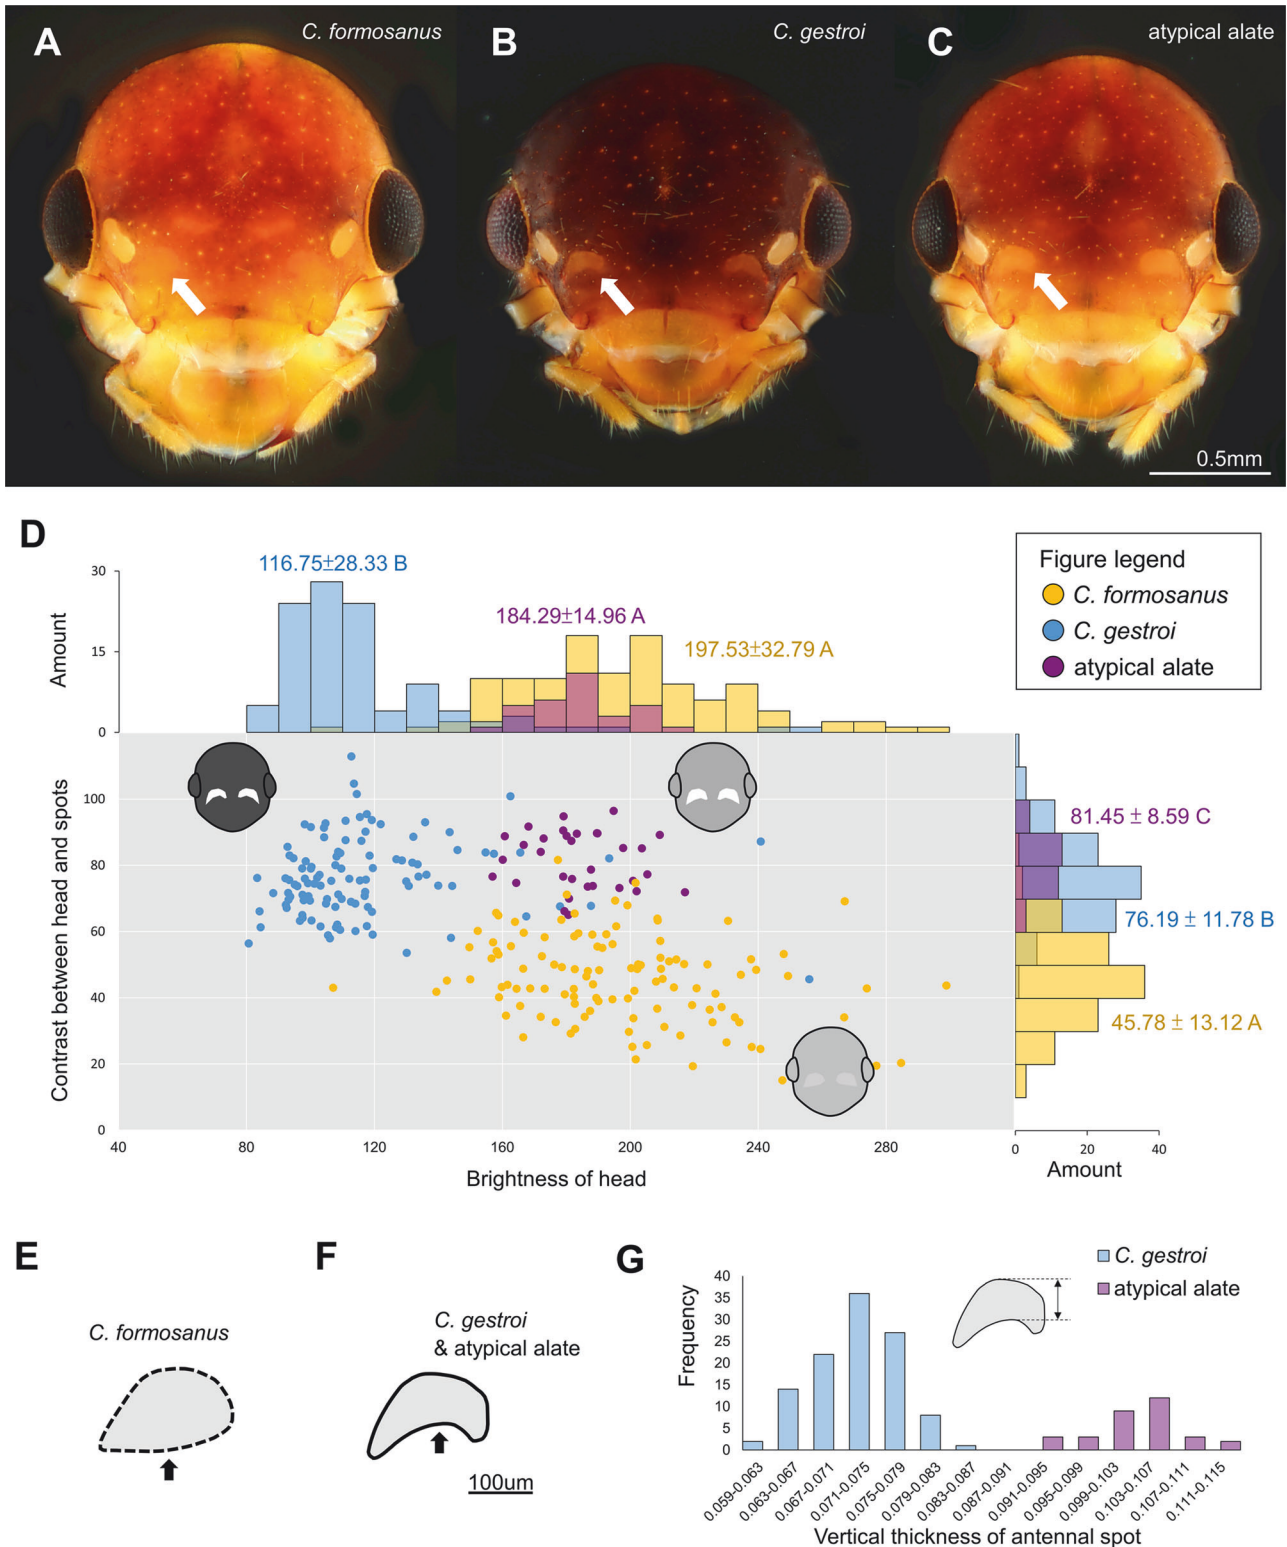 A
C. formosanus
B
C. gestroi
C
atypical alate
0.5mm
D
Figure legend
C. formosanus
C. gestroi
atypical alate
116.75±28.33 B
184.29±14.96 A
197.53±32.79 A
Amount
30
15
0
81.45 ± 8.59 C
76.19 ± 11.78 B
45.78 ± 13.12 A
Contrast between head and spots
100
80
60
40
20
0
40
80
120
160
200
240
280
Brightness of head
0
20
40
Amount
E
C. formosanus
F
C. gestroi
& atypical alate
100um
G
C. gestroi
atypical alate
Frequency
40
35
30
25
20
15
10
5
0
0.059-0.063
0.063-0.067
0.067-0.071
0.071-0.075
0.075-0.079
0.079-0.083
0.083-0.087
0.087-0.091
0.091-0.095
0.095-0.099
0.099-0.103
0.103-0.107
0.107-0.111
0.111-0.115
Vertical thickness of antennal spot